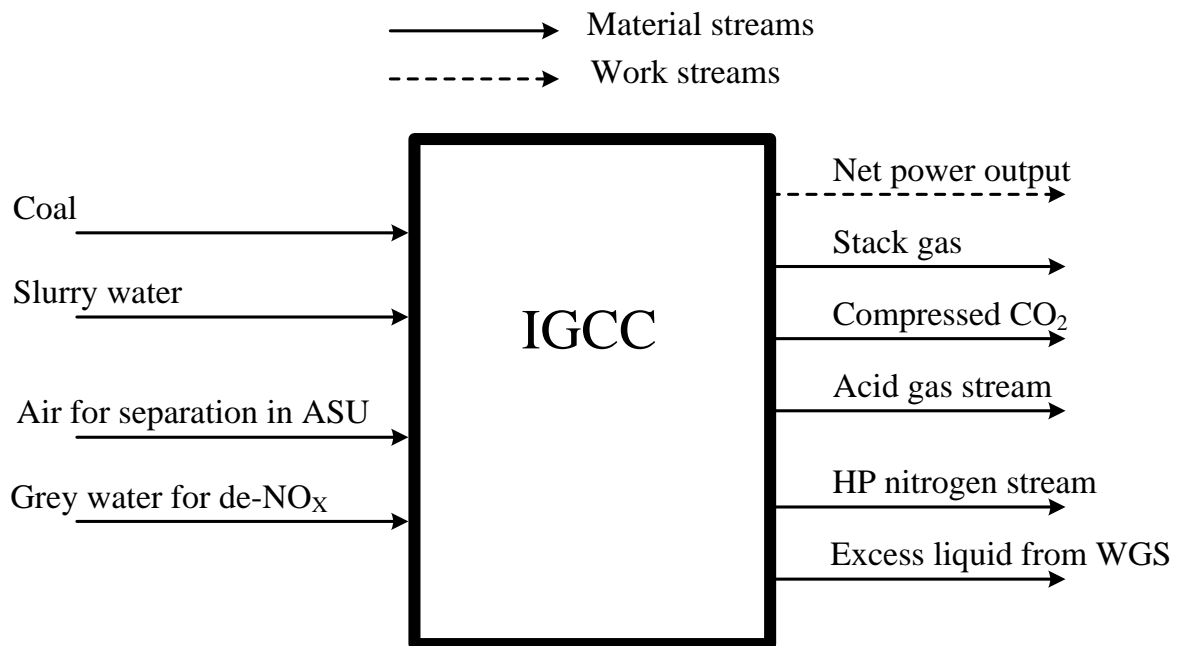 Material streams
Work streams
Coal
Slurry water
Air for separation in ASU
Grey water for de-NOX
IGCC
Net power output
Stack gas
Compressed CO2
Acid gas stream
HP nitrogen stream
Excess liquid from WGS